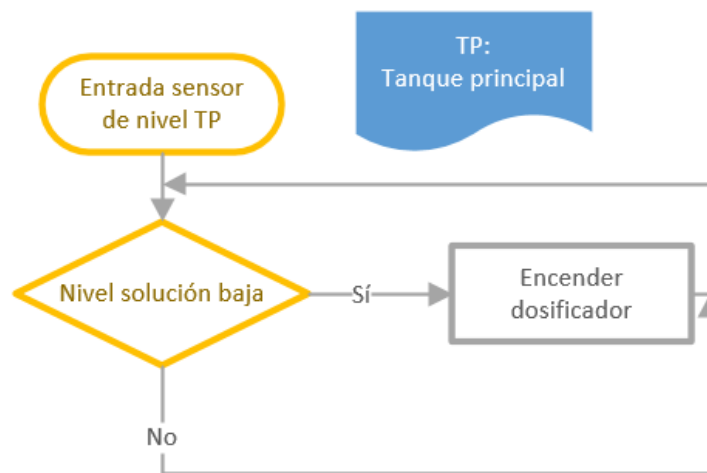 TP:
Tanque principal
Entrada sensor
de nivel TP
Nivel solución baja
Sí
Encender
dosificador
No